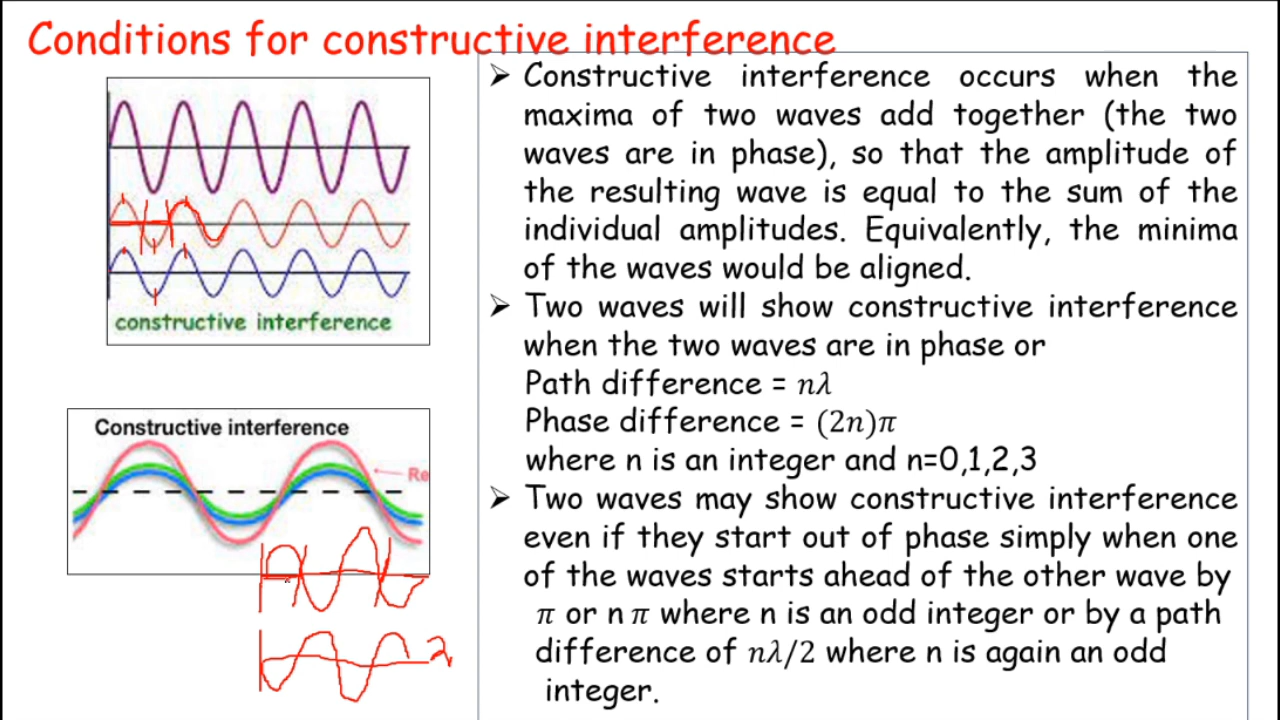 Conditions for constructive interference
constructive interference
Constructive interference
Re
2
➢ Constructive interference occurs when the
maxima of two waves add together (the two
waves are in phase), so that the amplitude of
the resulting wave is equal to the sum of the
individual amplitudes. Equivalently, the minima
of the waves would be aligned.
➢ Two waves will show constructive interference
when the two waves are in phase or
Path difference = nλ
Phase difference = (2n)π
where n is an integer and n=0,1,2,3
➢ Two waves may show constructive interference
even if they start out of phase simply when one
of the waves starts ahead of the other wave by
π or n π where n is an odd integer or by a path
difference of nλ/2 where n is again an odd
integer.